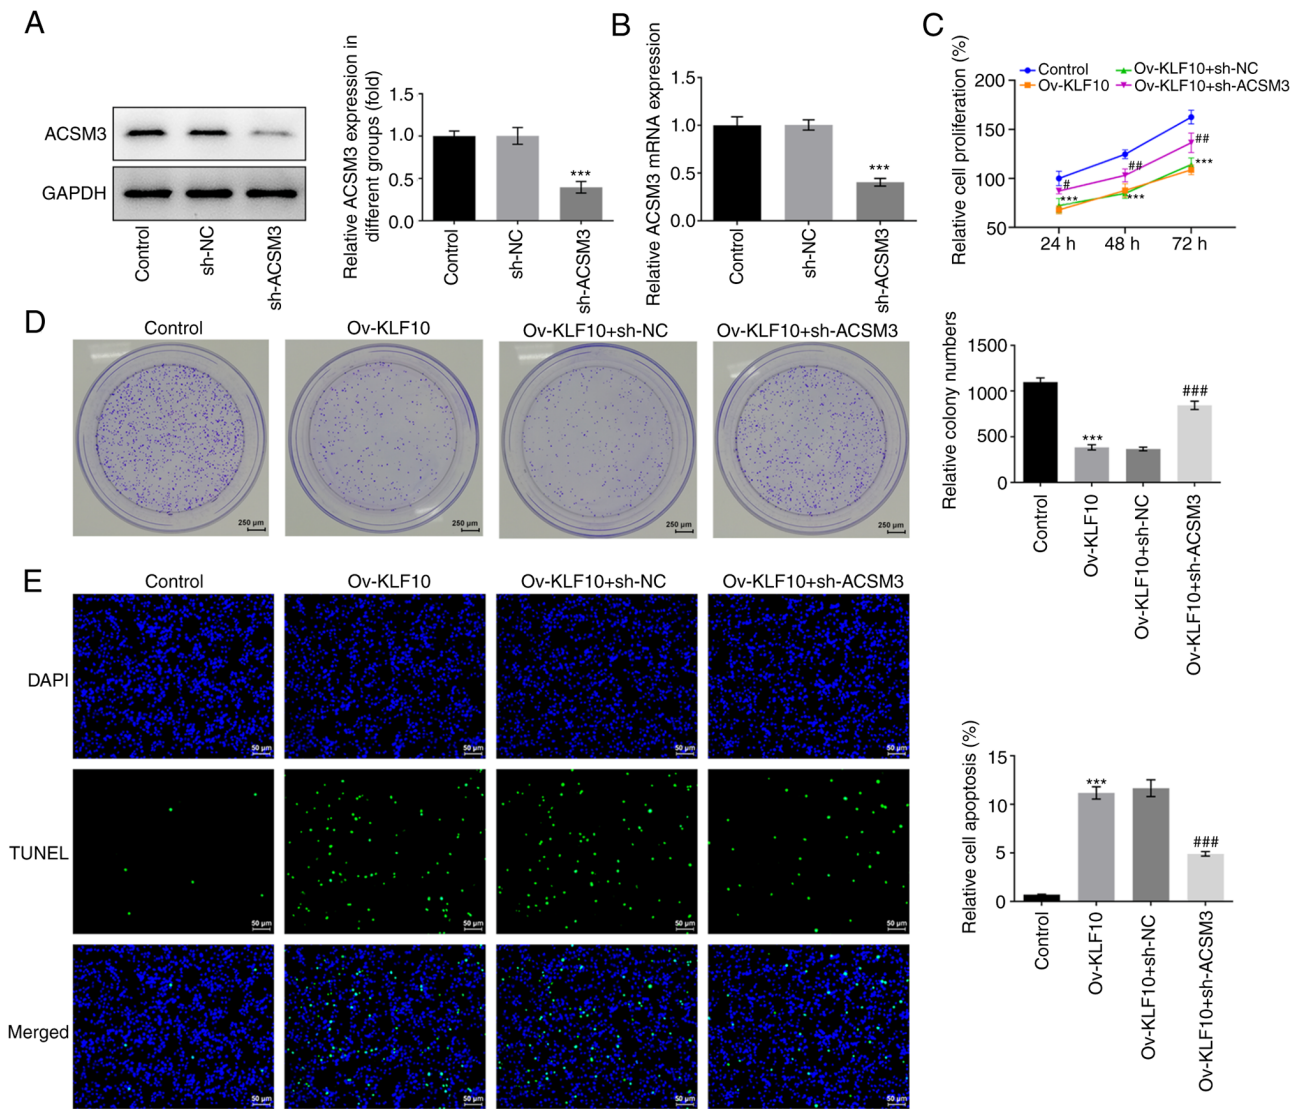 A
ACSM3
GAPDH
Control
sh-NC
sh-ACSM3
Relative ACSM3 expression in
different groups (fold)
1.5
1.0
0.5
0.0
***
Control
sh-NC
sh-ACSM3
B
Relative ACSM3 mRNA expression
1.5
1.0
0.5
0.0
***
Control
sh-NC
sh-ACSM3
C
Relative cell proliferation (%)
200
150
100
50
Control
Ov-KLF10
Ov-KLF10+sh-NC
Ov-KLF10+sh-ACSM3
#
***
##
***
##
***
24 h
48 h
72 h
D
Control
Ov-KLF10
Ov-KLF10+sh-NC
Ov-KLF10+sh-ACSM3
250 µm
250 µm
250 µm
250 µm
Relative colony numbers
1500
1000
500
0
***
###
Control
Ov-KLF10
Ov-KLF10+sh-NC
Ov-KLF10+sh-ACSM3
E
Control
Ov-KLF10
Ov-KLF10+sh-NC
Ov-KLF10+sh-ACSM3
DAPI
50 µm
50 µm
50 µm
50 µm
TUNEL
50 µm
50 µm
50 µm
50 µm
Merged
50 µm
50 µm
50 µm
50 µm
Relative cell apoptosis (%)
15
10
5
0
***
###
Control
Ov-KLF10
Ov-KLF10+sh-NC
Ov-KLF10+sh-ACSM3